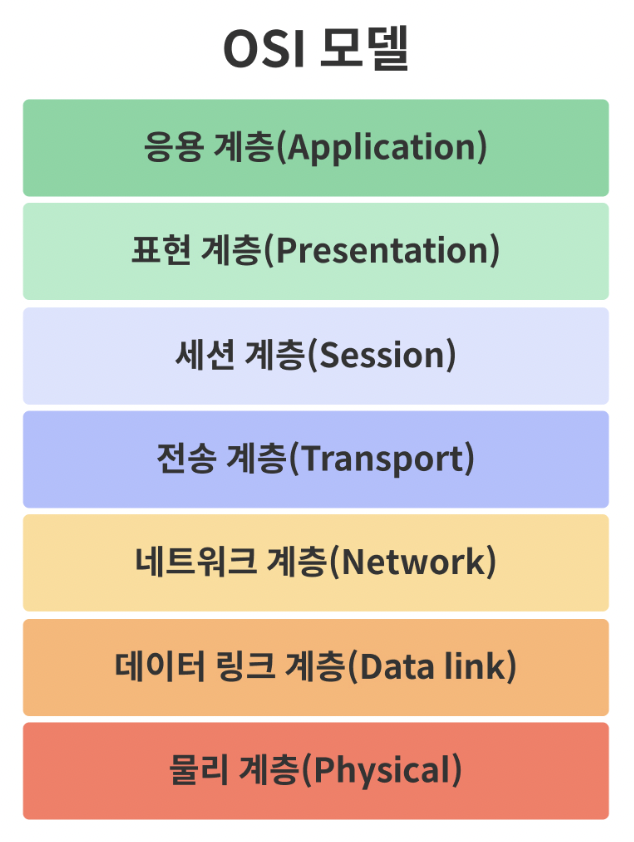 OSI 모델
응용 계층(Application)
표현 계층(Presentation)
세션 계층(Session)
전송 계층(Transport)
네트워크 계층(Network)
데이터 링크 계층(Data link)
물리 계층(Physical)